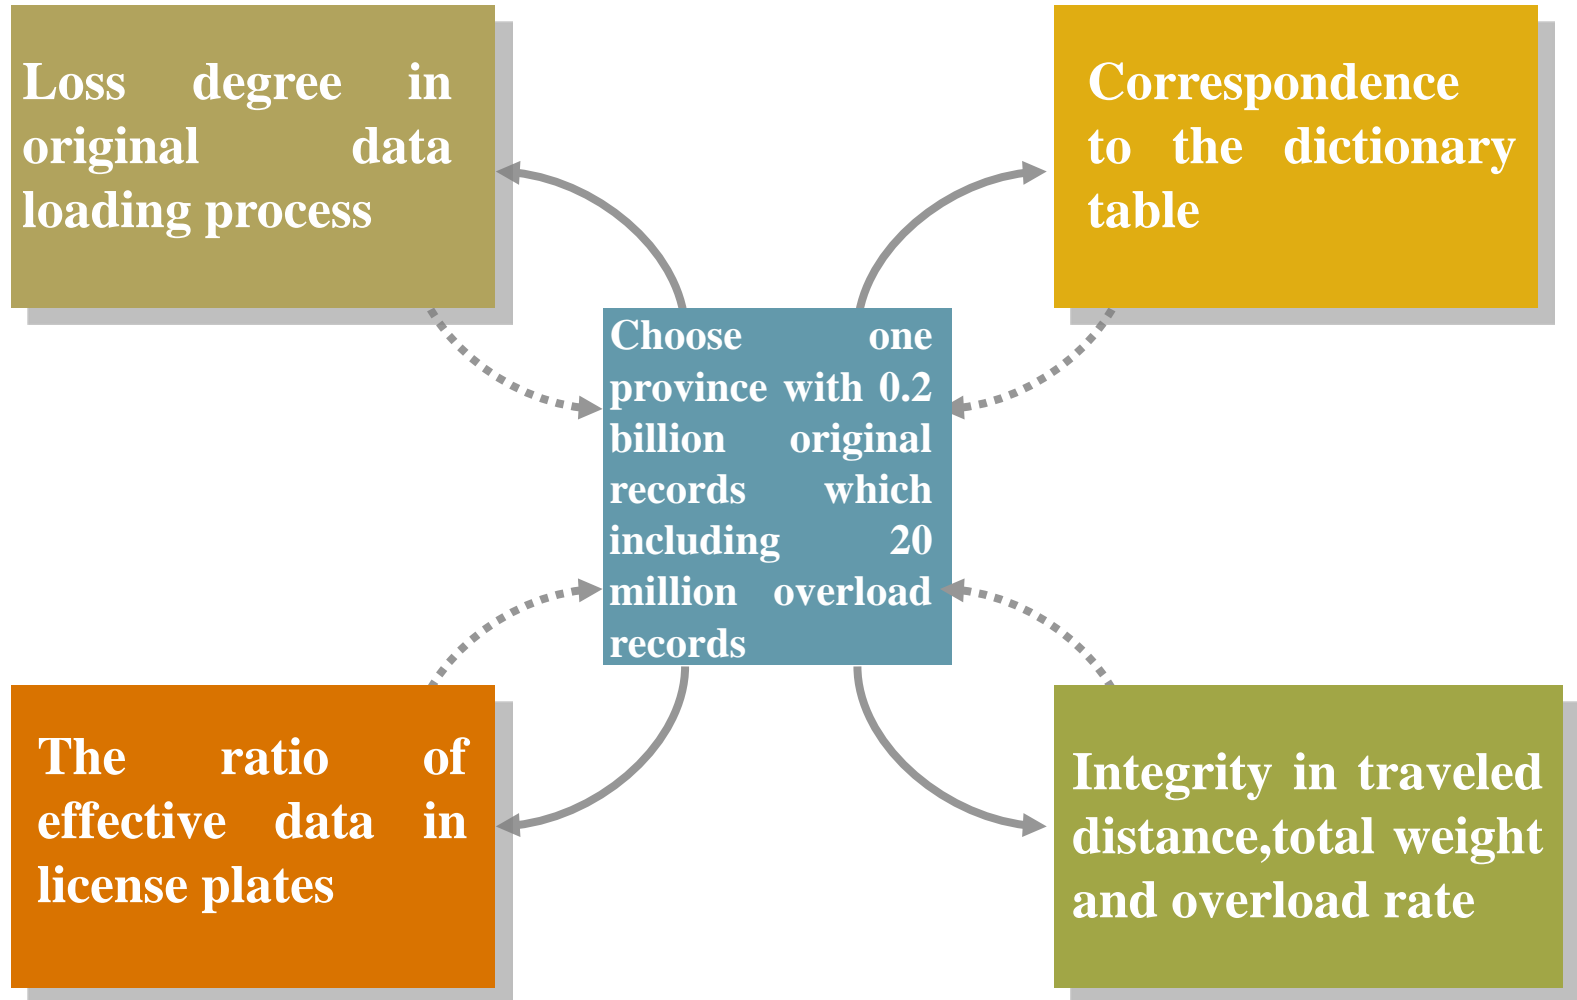 Loss degree in
original data
loading process
Correspondence
to the dictionary
table
Choose one
province with 0.2
billion original
records which
including 20
million overload
records
The ratio of
effective data in
license plates
Integrity in traveled
distance,total weight
and overload rate